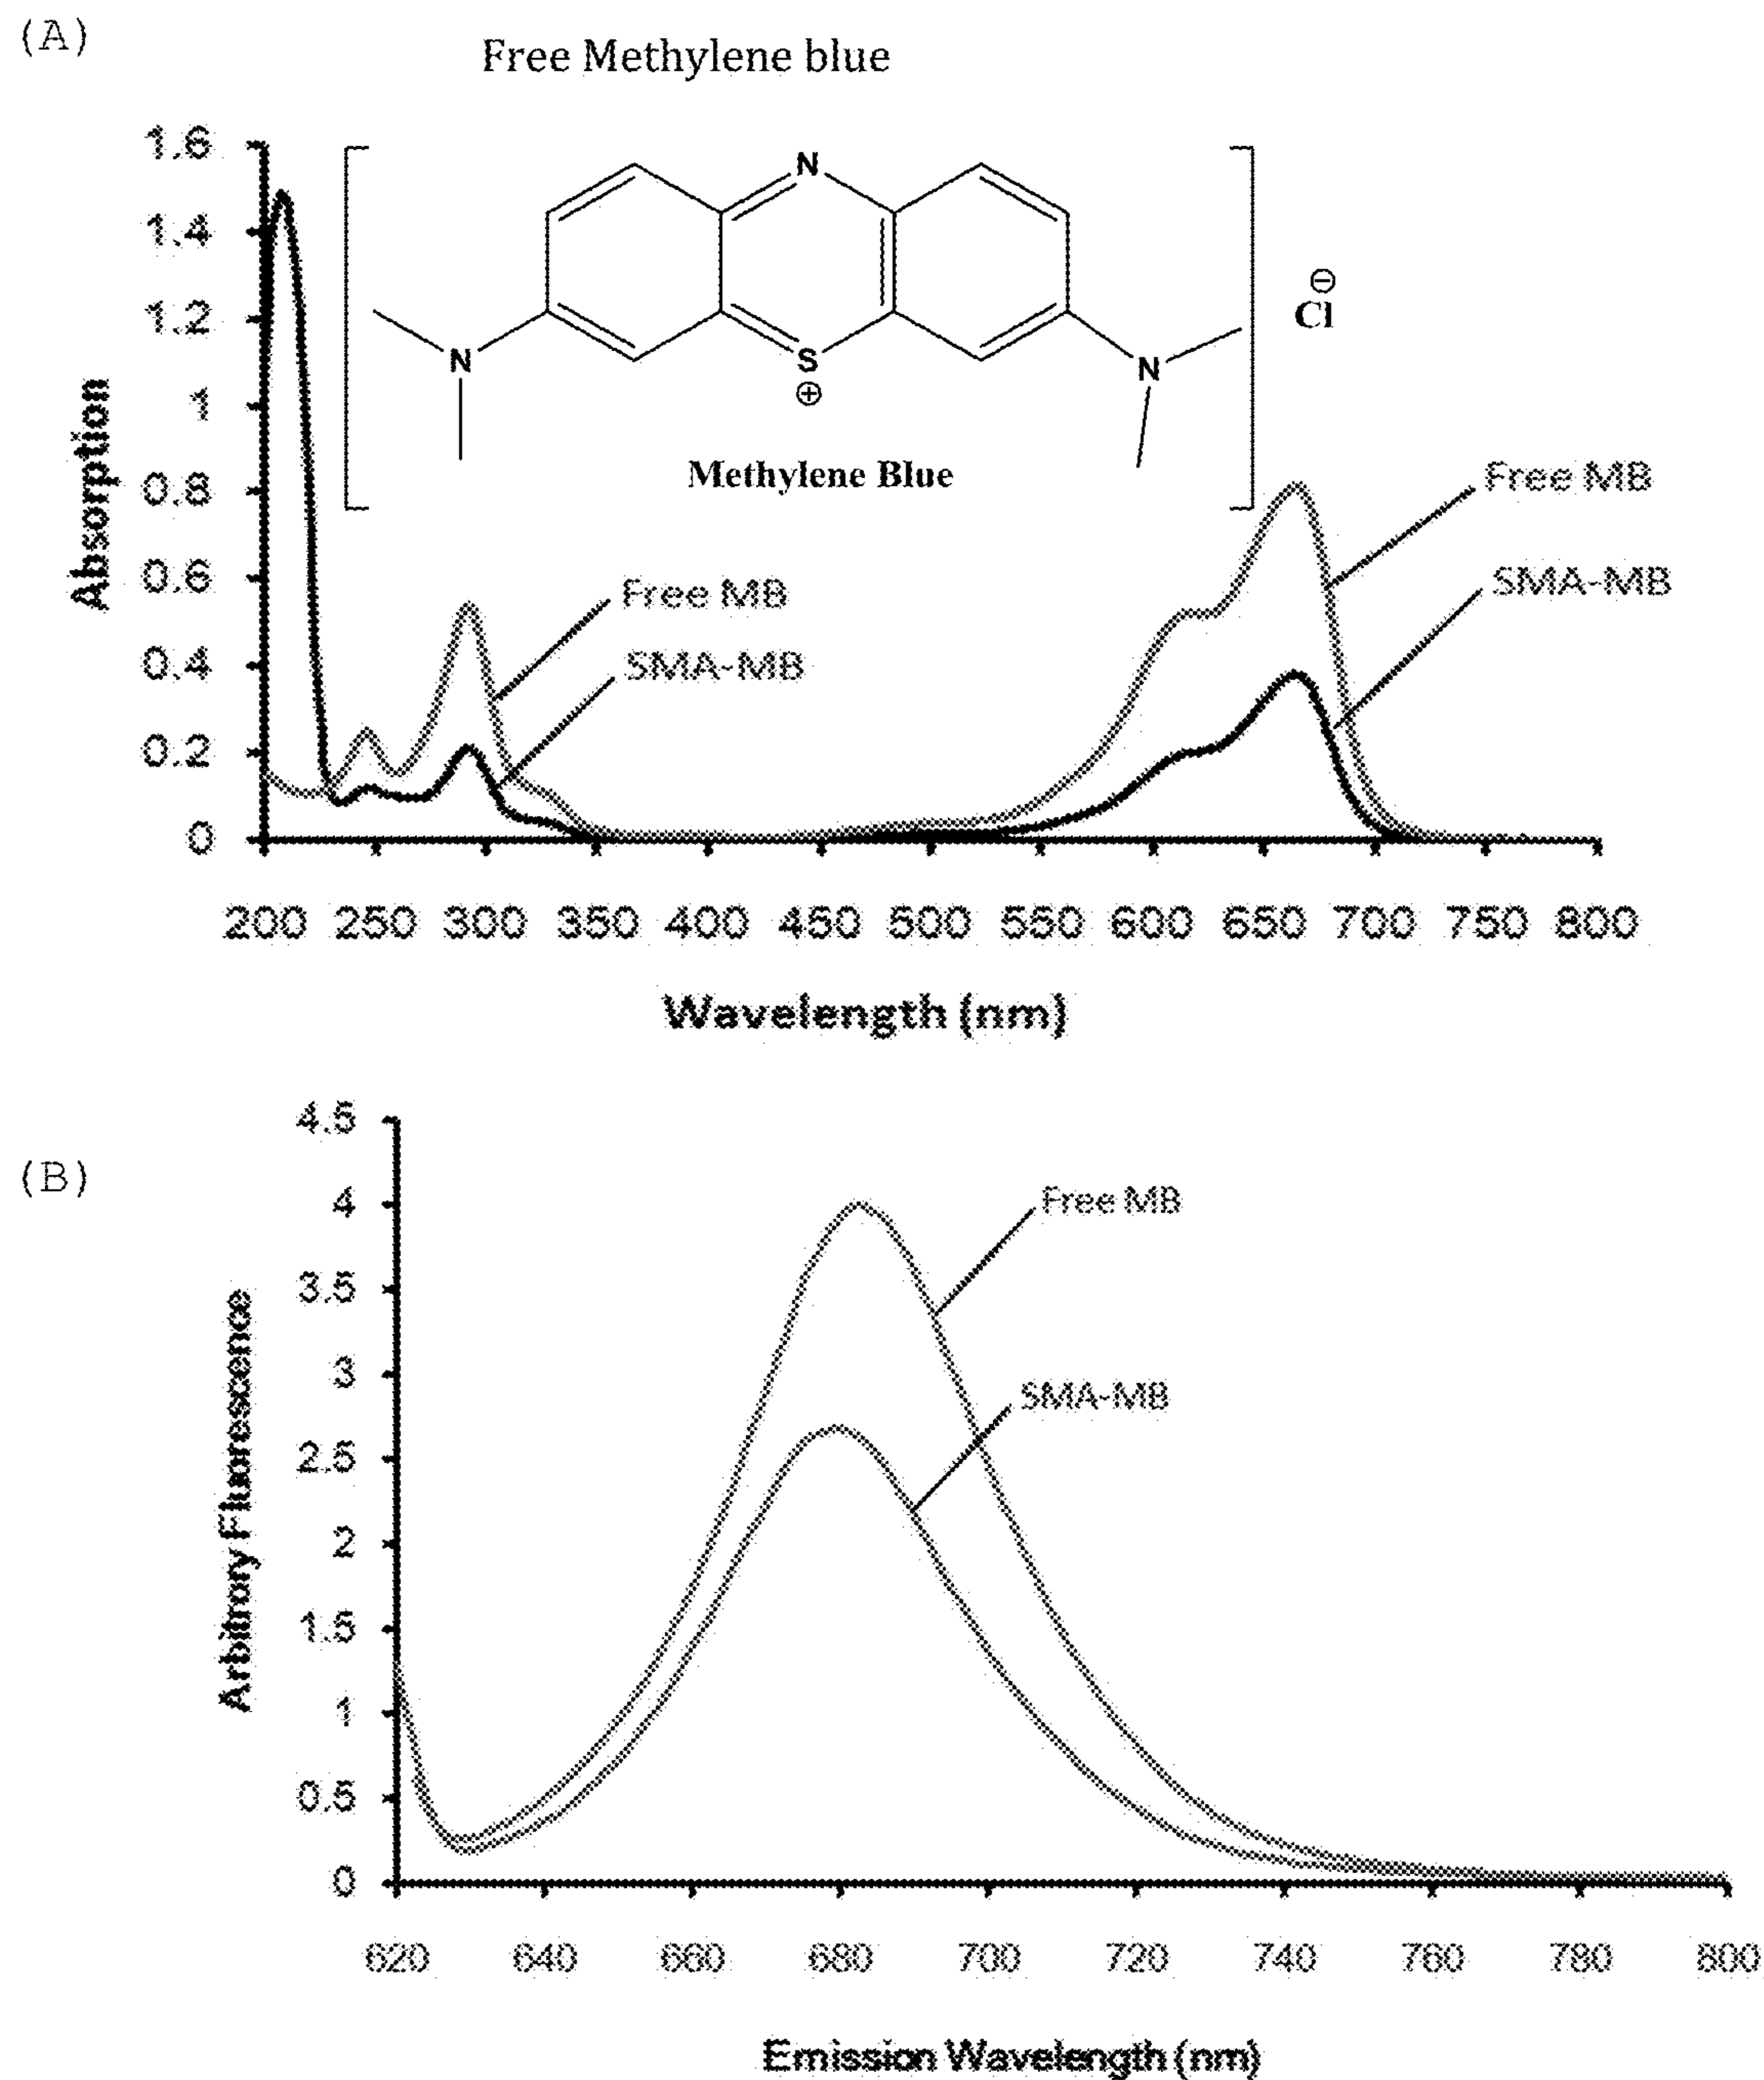 (A)
Free Methylene blue
1.6
1.4
1.2
1
0.8
0.6
0.4
0.2
0
Absorption
N
N
S
⊕
N
⊖
Cl
Methylene Blue
Free MB
SMA-MB
Free MB
SMA-MB
200 250 300 350 400 450 500 550 600 650 700 750 800
Wavelength (nm)
(B)
4.5
4
3.5
3
2.5
2
1.5
1
0.5
0
Arbitrory Fluorescence
Free MB
SMA-MB
620 640 660 680 700 720 740 760 780 800
Emission Wavelength (nm)